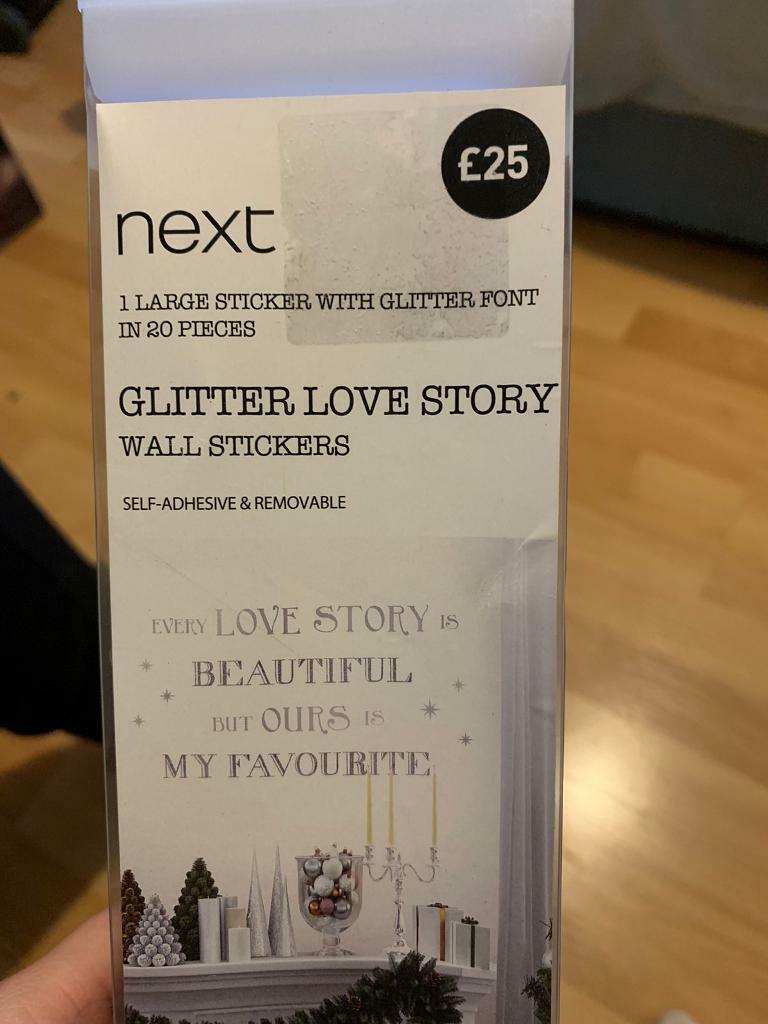 £25
next
1 LARGE STICKER WITH GLITTER FONT
IN 20 PIECES
GLITTER LOVE STORY
WALL STICKERS
SELF-ADHESIVE & REMOVABLE
EVERY LOVE STORY IS
BEAUTIFUL
BUT OURS IS
MY FAVOURITE